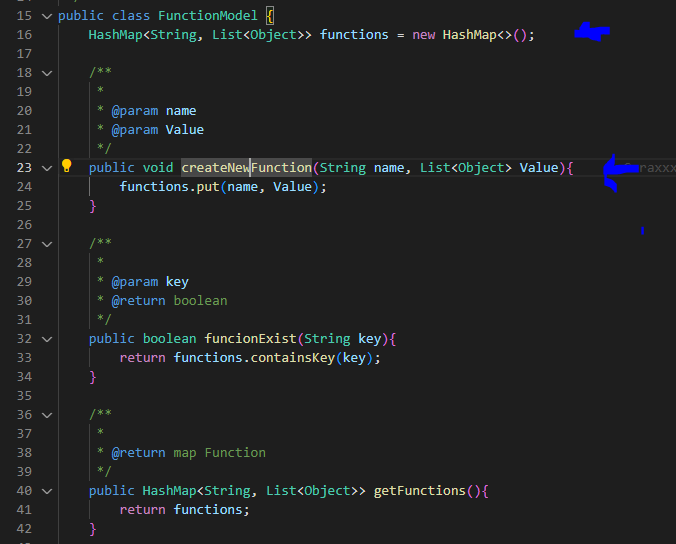 15 public class FunctionModel {
16 HashMap<String, List<Object>> functions = new HashMap<>();
17
18 /**
19 *
20 * @param name
21 * @param Value
22 */
23 public void createNewFunction(String name, List<Object> Value){
24 functions.put(name, Value);
25 }
26
27 /**
28 *
29 * @param key
30 * @return boolean
31 */
32 public boolean funcionExist(String key){
33 return functions.containsKey(key);
34 }
35
36 /**
37 *
38 * @return map Function
39 */
40 public HashMap<String, List<Object>> getFunctions(){
41 return functions;
42 }